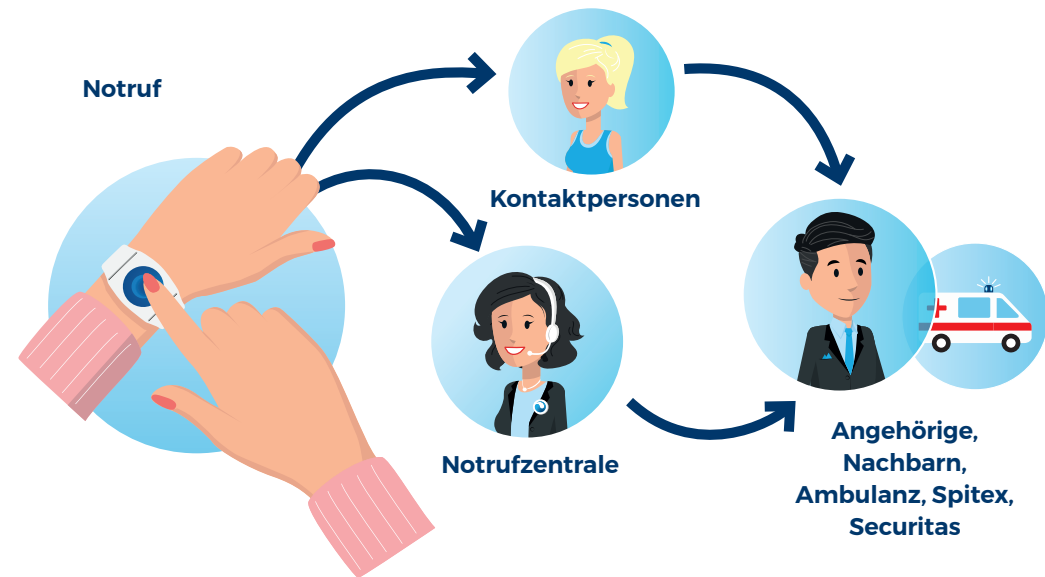 Notruf
Kontaktpersonen
Notrufzentrale
Angehörige,
Nachbarn,
Ambulanz, Spitex,
Securitas